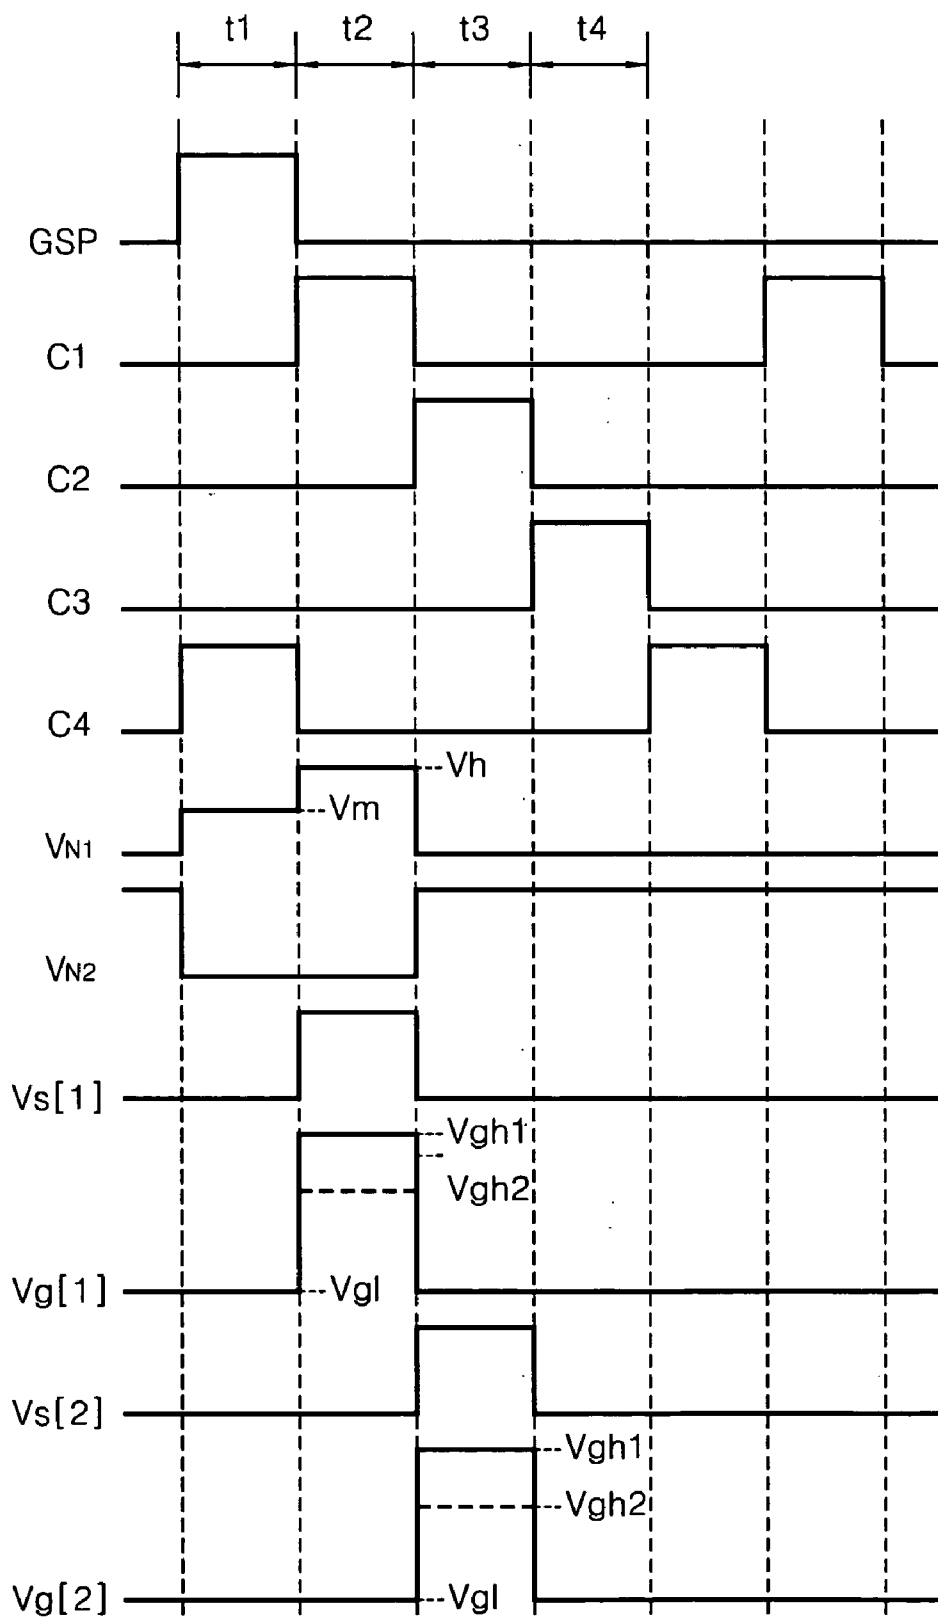 t1 t2 t3 t4
GSP
C1
C2
C3
C4
Vh
Vm
VN1
VN2
Vs[1]
Vgh1
Vgh2
Vg[1]
Vgl
Vs[2]
Vgh1
Vgh2
Vg[2]
Vgl